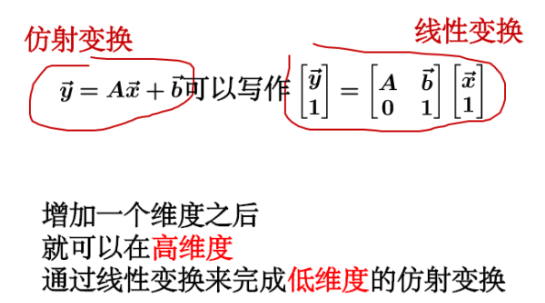 仿射变换
线性变换
$\vec{y} = A\vec{x} + \vec{b}$可以写作$\begin{bmatrix} \vec{y} \\ 1 \end{bmatrix} = \begin{bmatrix} A & \vec{b} \\ 0 & 1 \end{bmatrix} \begin{bmatrix} \vec{x} \\ 1 \end{bmatrix}$
增加一个维度之后
就可以在高维度
通过线性变换来完成低维度的仿射变换